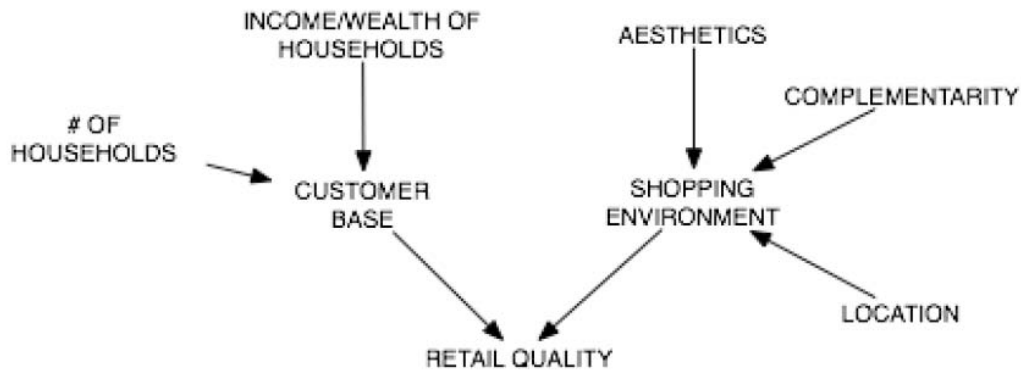 INCOME/WEALTH OF
HOUSEHOLDS
AESTHETICS
COMPLEMENTARITY
# OF
HOUSEHOLDS
CUSTOMER
BASE
SHOPPING
ENVIRONMENT
LOCATION
RETAIL QUALITY